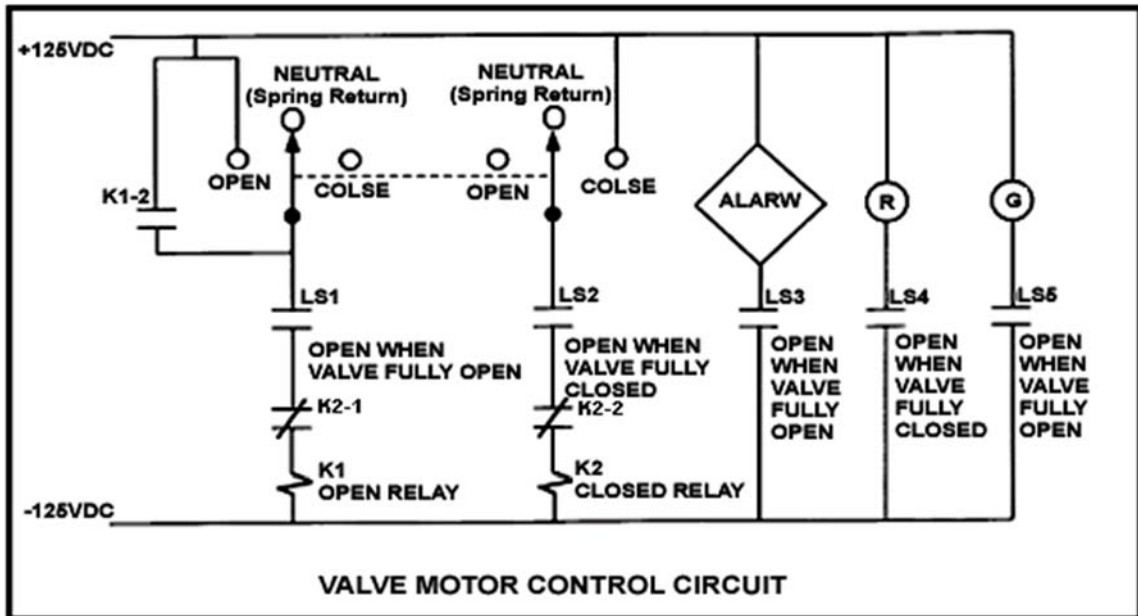 +125VDC
NEUTRAL
(Spring Return)
NEUTRAL
(Spring Return)
OPEN
COLSE
OPEN
COLSE
K1-2
ALARW
R
G
LS1
LS2
LS3
LS4
LS5
OPEN WHEN
VALVE FULLY OPEN
OPEN WHEN
VALVE FULLY
CLOSED
OPEN
WHEN
VALVE
FULLY
OPEN
OPEN
WHEN
VALVE
FULLY
CLOSED
OPEN
WHEN
VALVE
FULLY
OPEN
K2-1
K2-2
K1
OPEN RELAY
K2
CLOSED RELAY
-125VDC
VALVE MOTOR CONTROL CIRCUIT